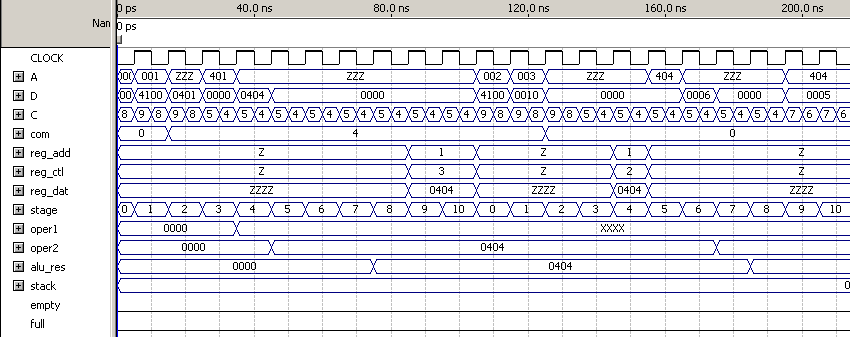 0 ps 40.0 ns 80.0 ns 120.0 ns 160.0 ns 200.0 ns
Nan 0 ps
CLOCK
A 00 001 ZZZ 401 ZZZ 002 003 ZZZ 404 ZZZ 404
D 00 4100 0401 0000 0404 0000 4100 0010 0000 0006 0000 0005
C 8 9 8 9 8 9 8 5 4 5 4 5 4 5 4 5 4 5 4 5 4 9 8 9 8 5 4 5 4 5 4 9 8 5 4 5 4 5 4 7 6 7 6
com 0 4 0
reg_add Z 1 Z 1 Z
reg_ctl Z 3 Z 2 Z
reg_dat ZZZZ 0404 ZZZZ 0404 ZZZZ
stage 0 1 2 3 4 5 6 7 8 9 10 0 1 2 3 4 5 6 7 8 9 10
oper1 0000 XXXX
oper2 0000 0404
alu_res 0000 0404
stack 0
empty
full